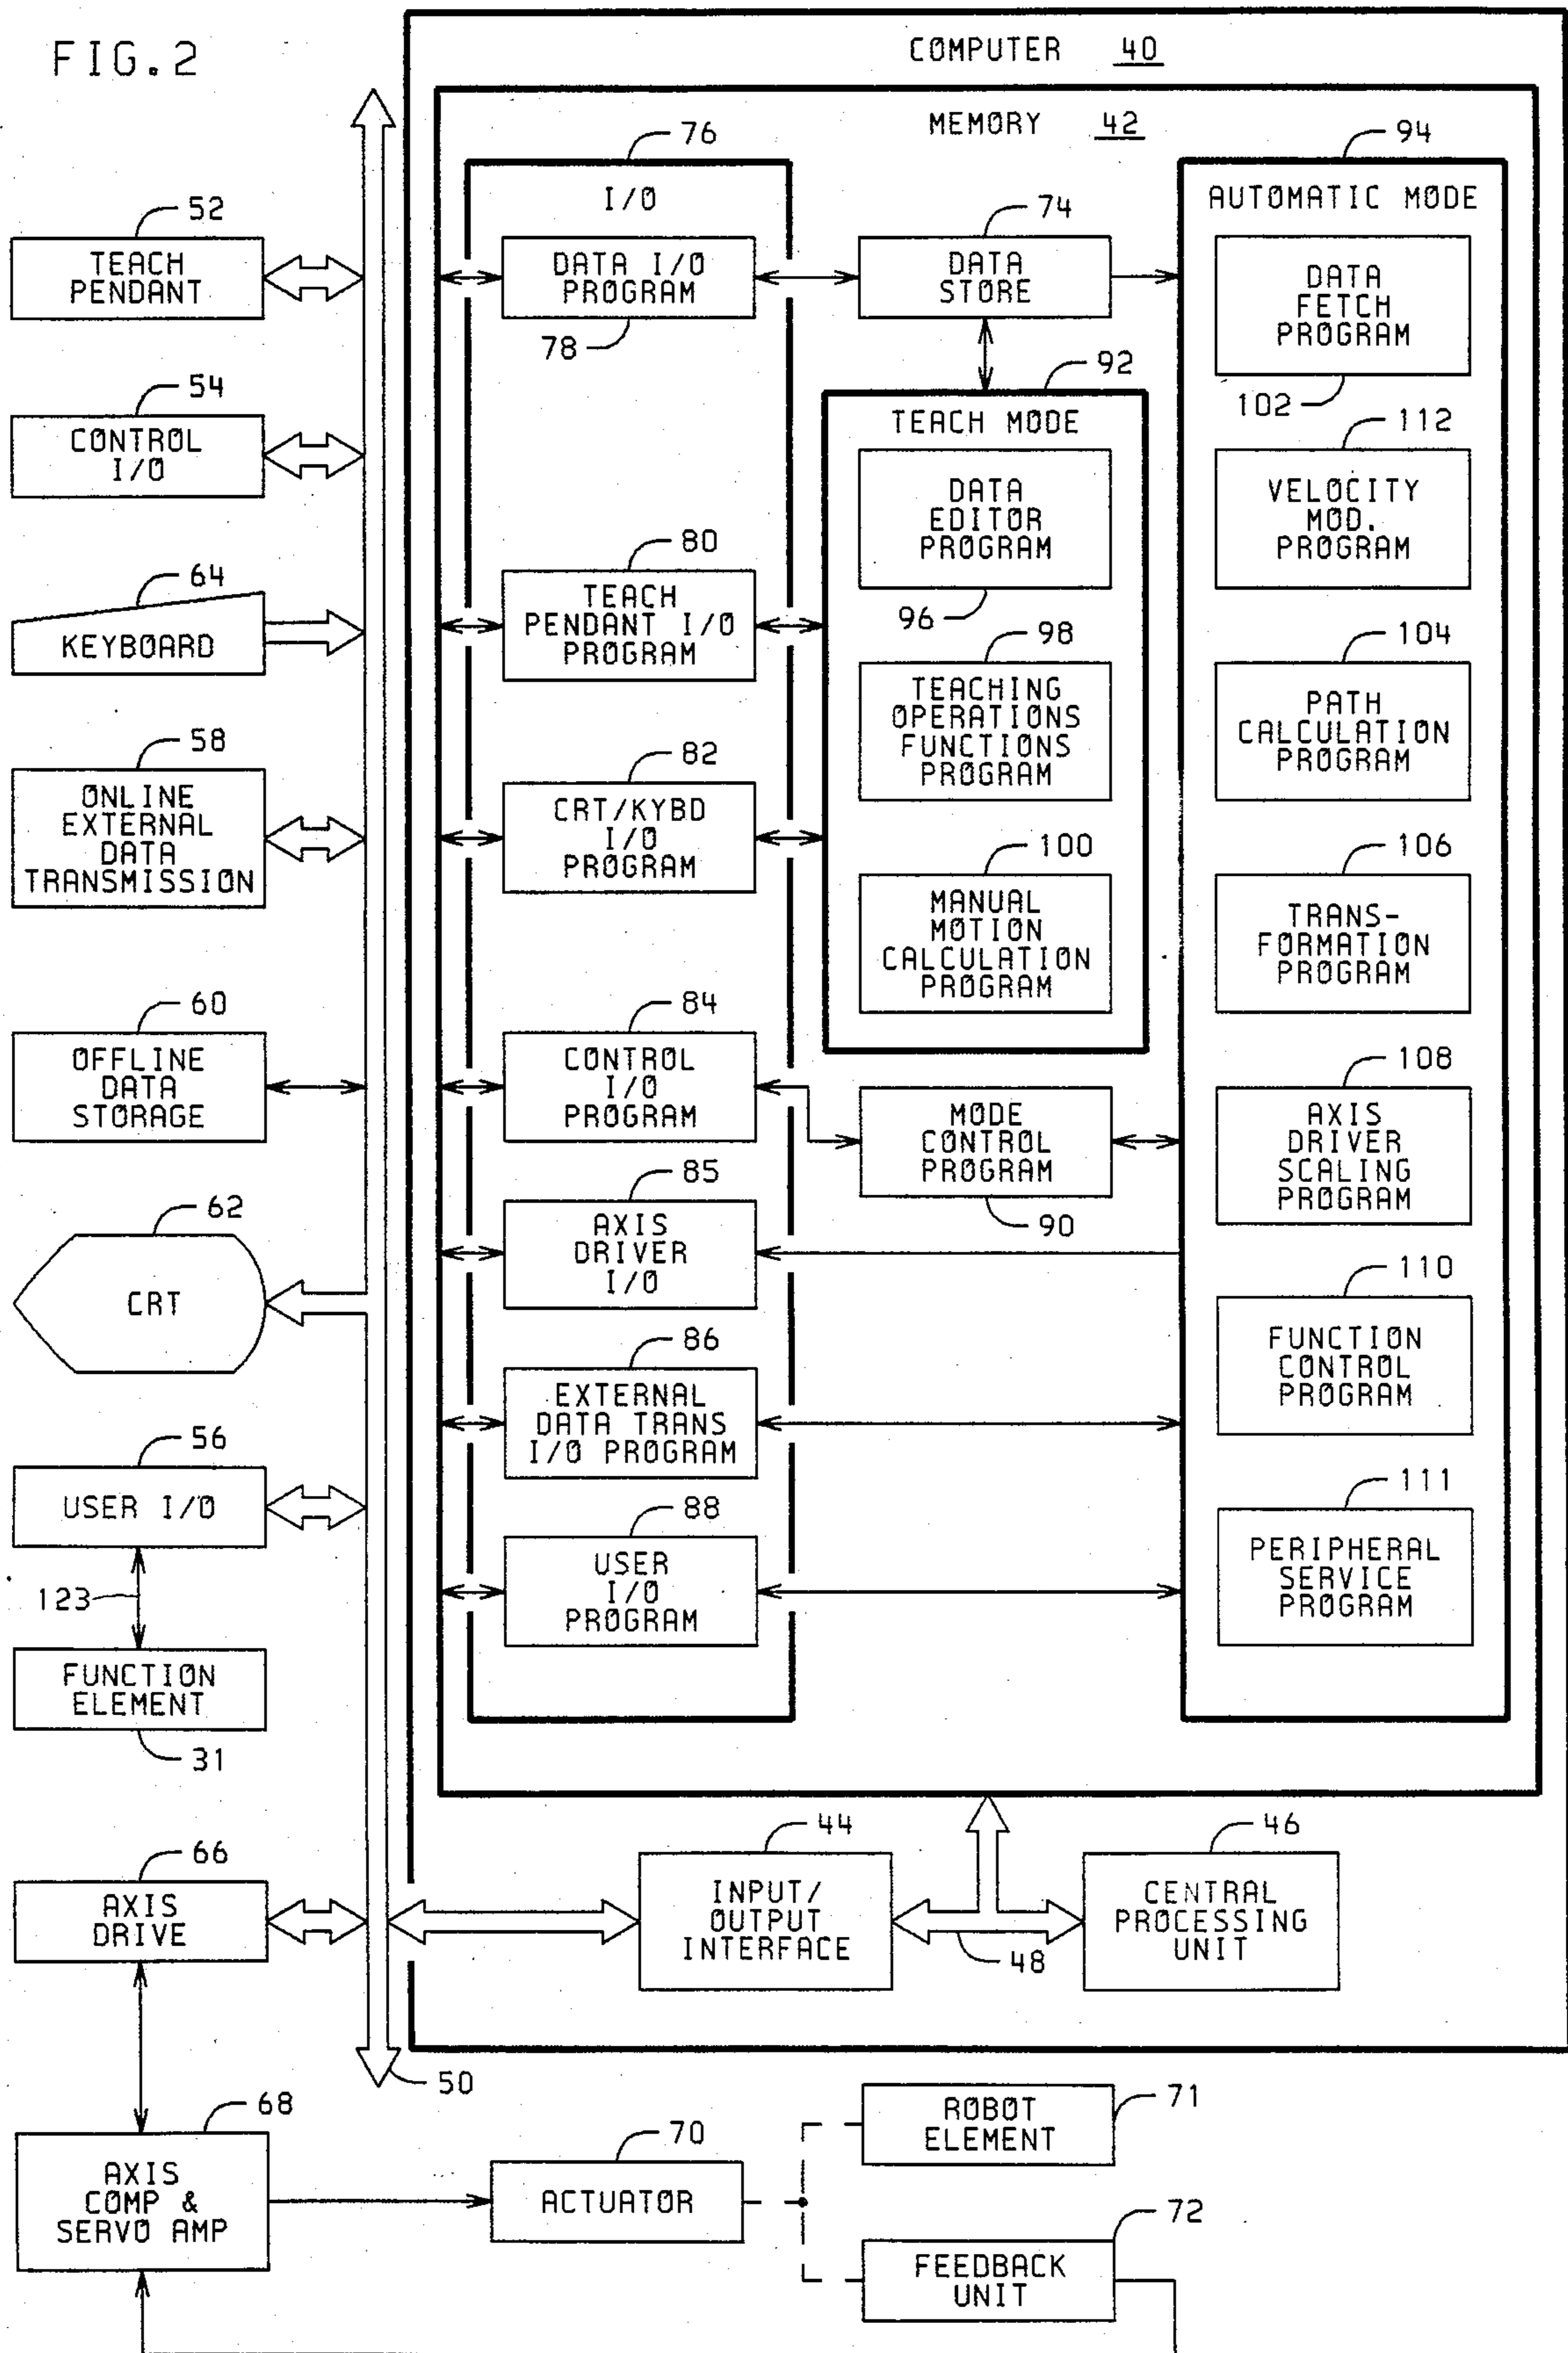 FIG.2
COMPUTER 40
MEMORY 42
76
94
I/O
AUTOMATIC MODE
52
TEACH
PENDANT
DATA I/O
PROGRAM
78
74
DATA
STORE
DATA
FETCH
PROGRAM
102
54
CONTROL
I/O
92
TEACH MODE
DATA
EDITOR
PROGRAM
96
112
VELOCITY
MOD.
PROGRAM
64
KEYBOARD
80
TEACH
PENDANT I/O
PROGRAM
98
TEACHING
OPERATIONS
FUNCTIONS
PROGRAM
104
PATH
CALCULATION
PROGRAM
58
ONLINE
EXTERNAL
DATA
TRANSMISSION
82
CRT/KYBD
I/O
PROGRAM
100
MANUAL
MOTION
CALCULATION
PROGRAM
106
TRANS-
FORMATION
PROGRAM
60
OFFLINE
DATA
STORAGE
84
CONTROL
I/O
PROGRAM
MODE
CONTROL
PROGRAM
90
108
AXIS
DRIVER
SCALING
PROGRAM
62
CRT
85
AXIS
DRIVER
I/O
110
FUNCTION
CONTROL
PROGRAM
86
EXTERNAL
DATA TRANS
I/O PROGRAM
56
USER I/O
123
88
USER
I/O
PROGRAM
111
PERIPHERAL
SERVICE
PROGRAM
FUNCTION
ELEMENT
31
66
AXIS
DRIVE
44
INPUT/
OUTPUT
INTERFACE
48
46
CENTRAL
PROCESSING
UNIT
50
68
AXIS
COMP &
SERVO AMP
70
ACTUATOR
71
ROBOT
ELEMENT
72
FEEDBACK
UNIT